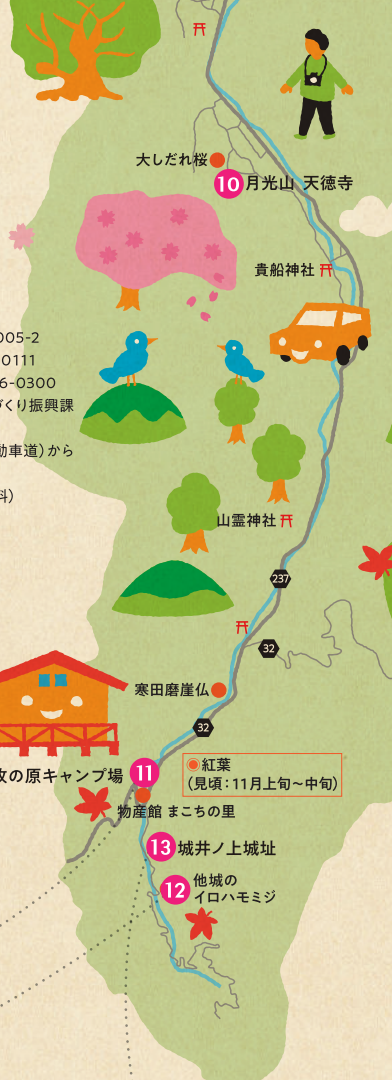 大しだれ桜
10 月光山 天徳寺
貴船神社
005-2
0111
6-0300
づくり振興課
動車道)から
料)
山霊神社
237
32
寒田磨崖仏
32
紅葉
(見頃:11月上旬〜中旬)
牧の原キャンプ場 11
物産館 まこちの里
13 城井ノ上城址
12 他城の
イロハモミジ